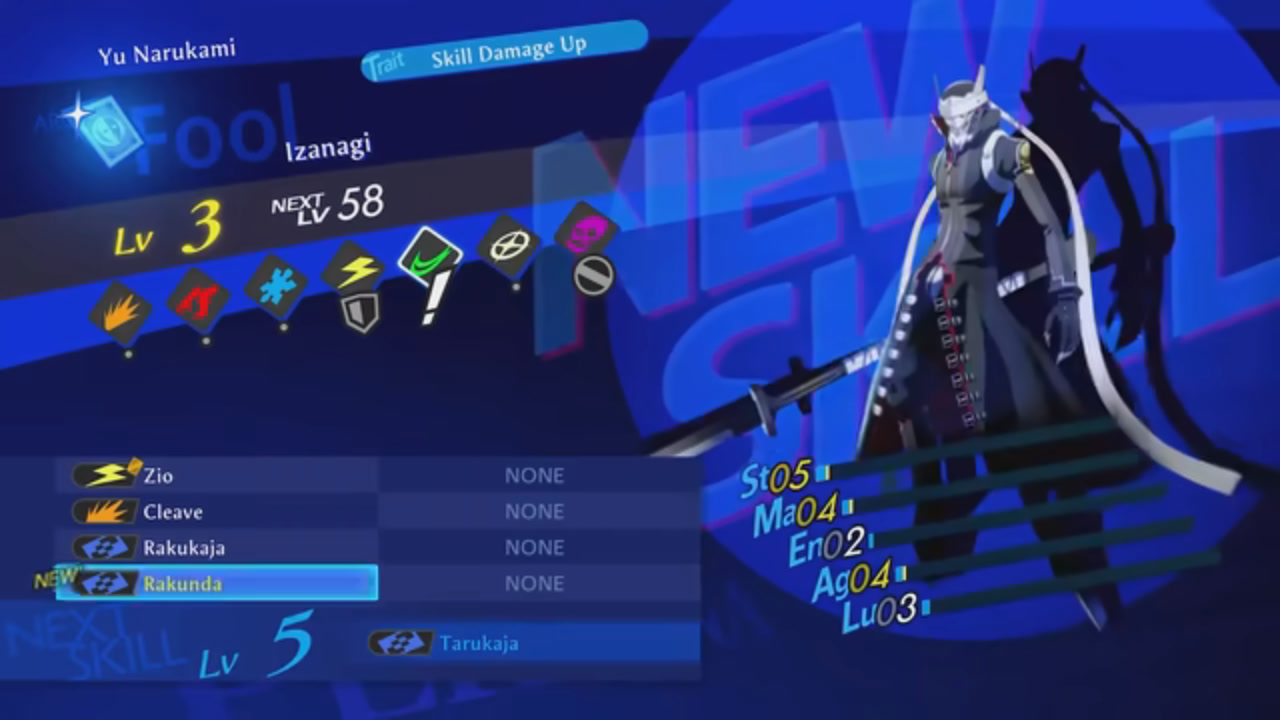 Yu Narukami
Trait Skill Damage Up
Fool
Izanagi
Lv 3 NEXT LV 58
NEW
SKILL
Zio NONE
Cleave NONE
Rakukaja NONE
NEW Rakunda NONE
NEXT SKILL Lv 5 Tarukaja
St05
Ma04
En02
Ag04
Lu03